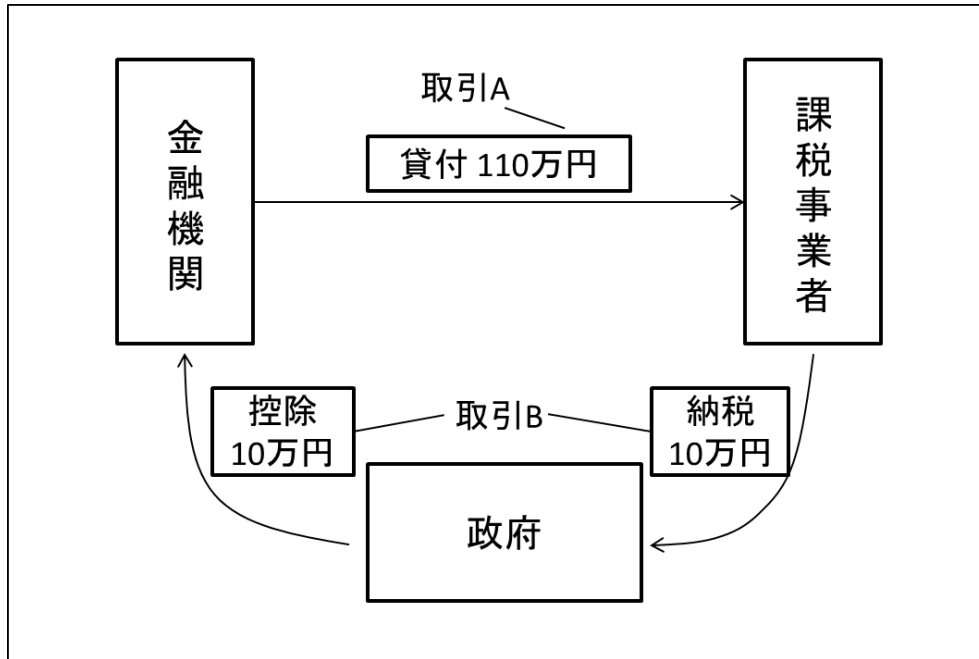 金融機関
取引A
貸付 110万円
課税事業者
控除
10万円
取引B
納税
10万円
政府